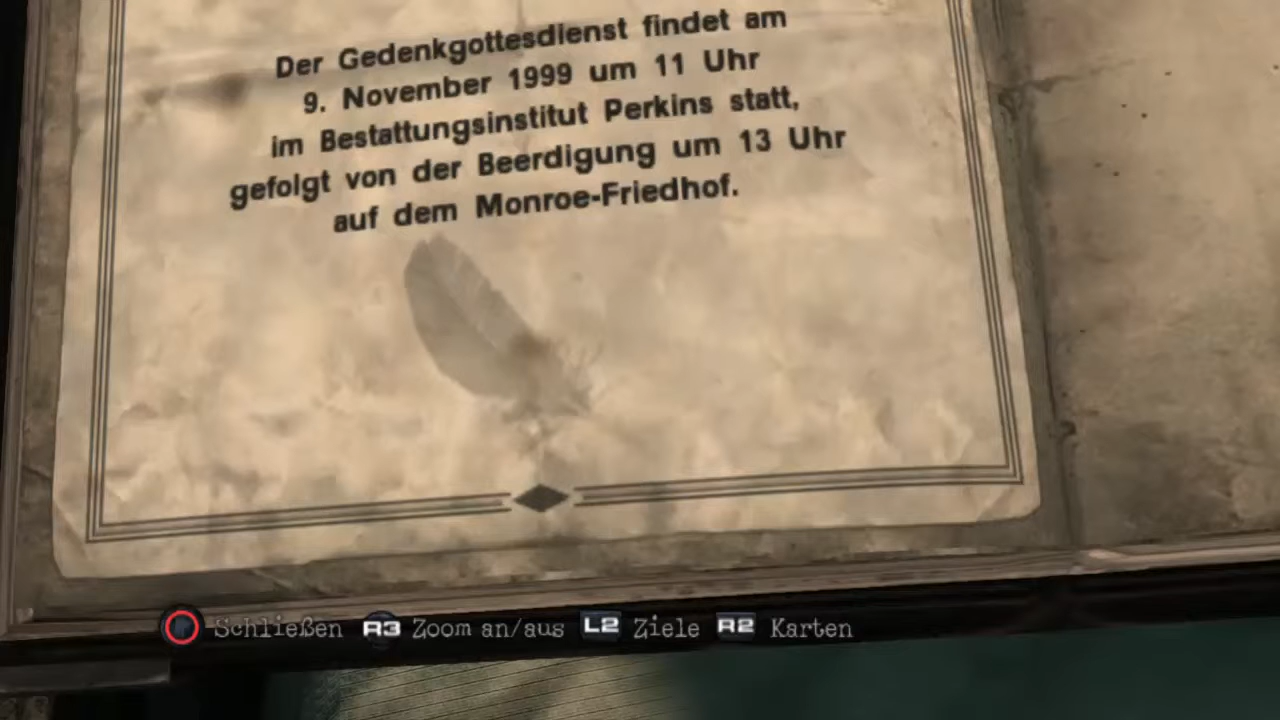 Der Gedenkgottesdienst findet am
9. November 1999 um 11 Uhr
im Bestattungsinstitut Perkins statt,
gefolgt von der Beerdigung um 13 Uhr
auf dem Monroe-Friedhof.
Schließen R3 Zoom an/aus L2 Ziele R2 Karten